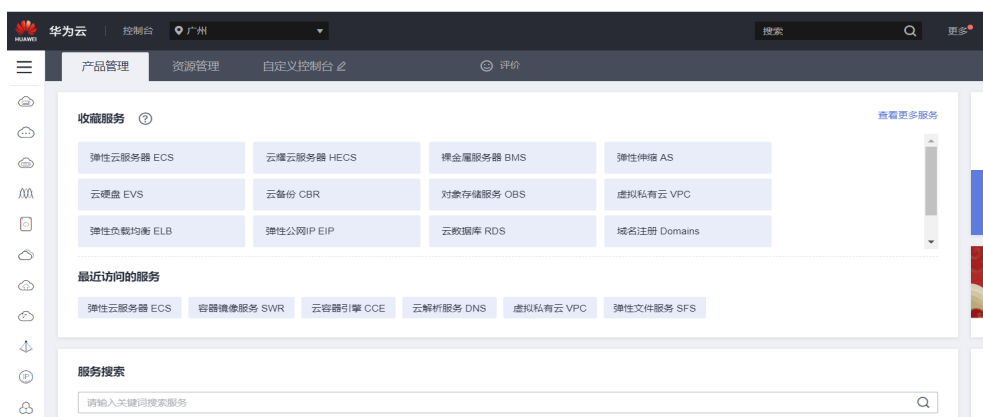 HUAWEI 华为云 控制台 广州 搜索 更多
产品管理 资源管理 自定义控制台 评价
收藏服务 ? 查看更多服务
弹性云服务器 ECS 云耀云服务器 HECS 裸金属服务器 BMS 弹性伸缩 AS
云硬盘 EVS 云备份 CBR 对象存储服务 OBS 虚拟私有云 VPC
弹性负载均衡 ELB 弹性公网IP EIP 云数据库 RDS 域名注册 Domains
最近访问的服务
弹性云服务器 ECS 容器镜像服务 SWR 云容器引擎 CCE 云解析服务 DNS 虚拟私有云 VPC 弹性文件服务 SFS
IP
服务搜索
请输入关键词搜索服务